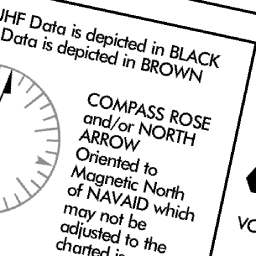 UHF Data is depicted in BLACK
Data is depicted in BROWN
COMPASS ROSE
and/or NORTH
ARROW
Oriented to
Magnetic North
of NAVAID which
may not be
adjusted to the
charted